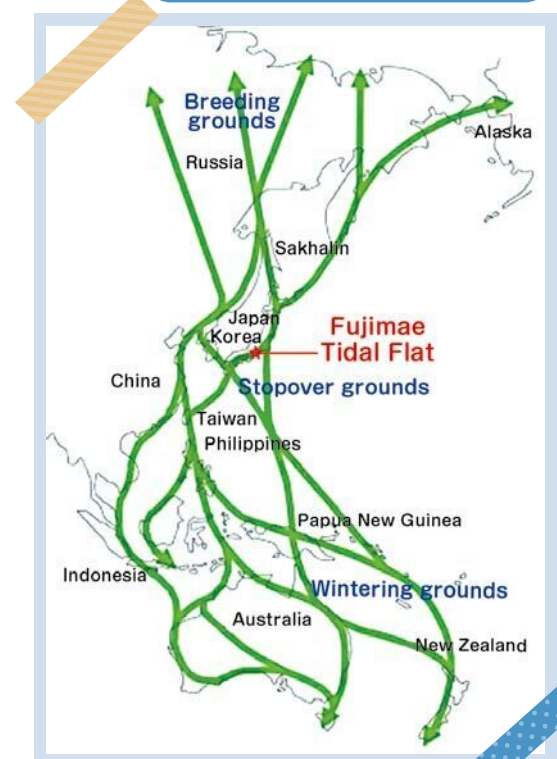 Breeding
grounds
Alaska
Russia
Sakhalin
Japan
Korea
Fujimae
Tidal Flat
China
Stopover grounds
Taiwan
Philippines
Papua New Guinea
Indonesia
Wintering grounds
Australia
New Zealand